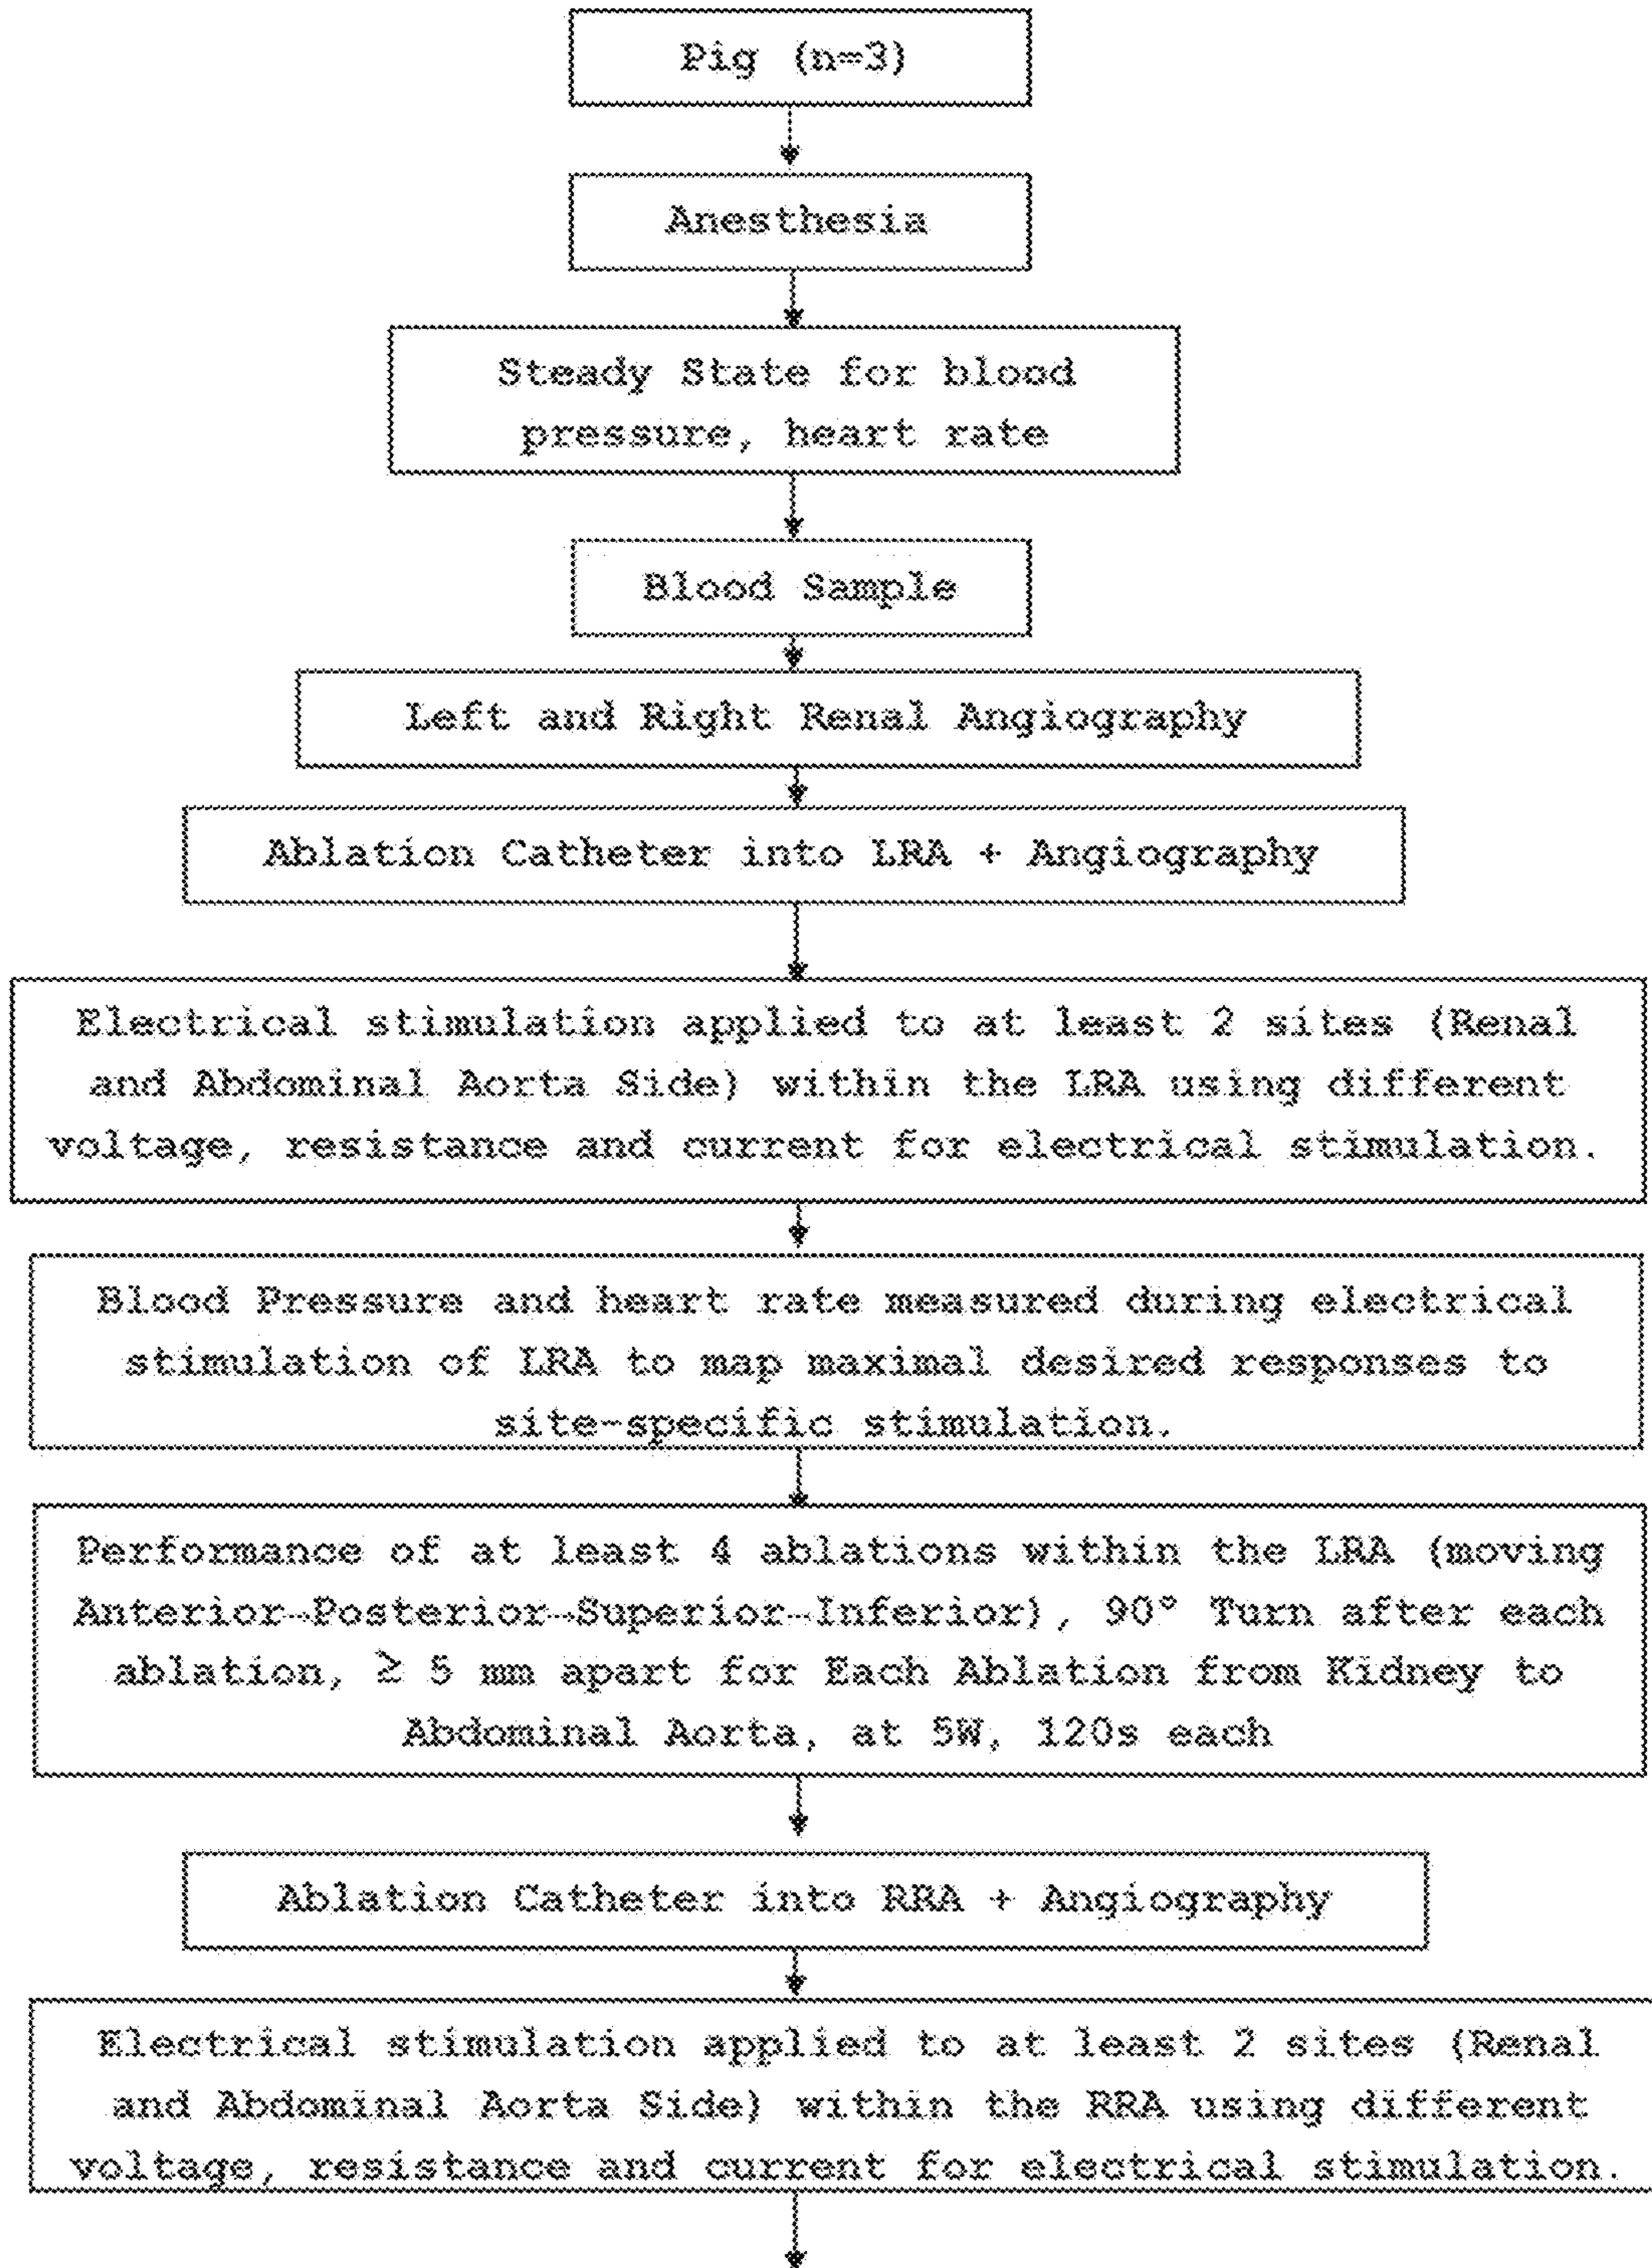 Pig (n=3)
Anesthesia
Steady State for blood
pressure, heart rate
Blood Sample
Left and Right Renal Angiography
Ablation Catheter into LRA + Angiography
Electrical stimulation applied to at least 2 sites (Renal
and Abdominal Aorta Side) within the LRA using different
voltage, resistance and current for electrical stimulation.
Blood Pressure and heart rate measured during electrical
stimulation of LRA to map maximal desired responses to
site-specific stimulation.
Performance of at least 4 ablations within the LRA (moving
Anterior→Posterior→Superior→Inferior), 90° Turn after each
ablation, ≥ 5 mm apart for Each Ablation from Kidney to
Abdominal Aorta, at 5W, 120s each
Ablation Catheter into RRA + Angiography
Electrical stimulation applied to at least 2 sites (Renal
and Abdominal Aorta Side) within the RRA using different
voltage, resistance and current for electrical stimulation.